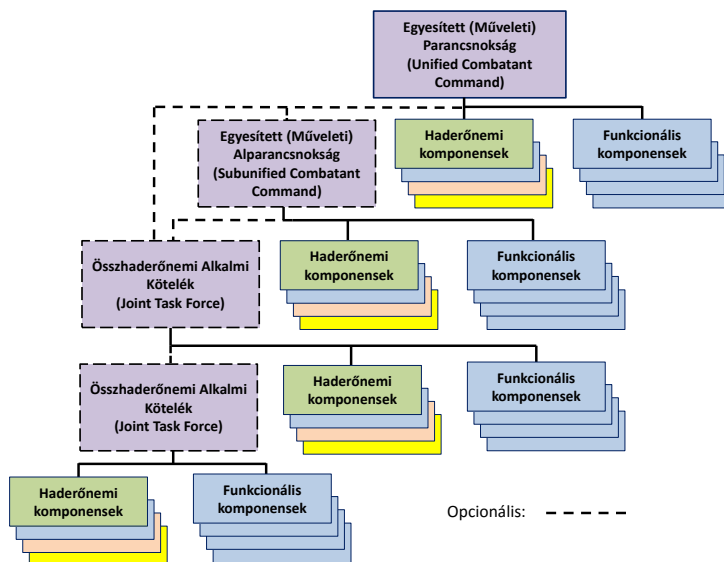 Egyesített (Műveleti)
Parancsnokság
(Unified Combatant
Command)
Egyesített (Műveleti)
Alparancsnokság
(Subunified Combatant
Command)
Haderőnemi
komponensek
Funkcionális
komponensek
Összhaderőnemi Alkalmi
Kötelék
(Joint Task Force)
Haderőnemi
komponensek
Funkcionális
komponensek
Összhaderőnemi Alkalmi
Kötelék
(Joint Task Force)
Haderőnemi
komponensek
Funkcionális
komponensek
Haderőnemi
komponensek
Funkcionális
komponensek
Opcionális: